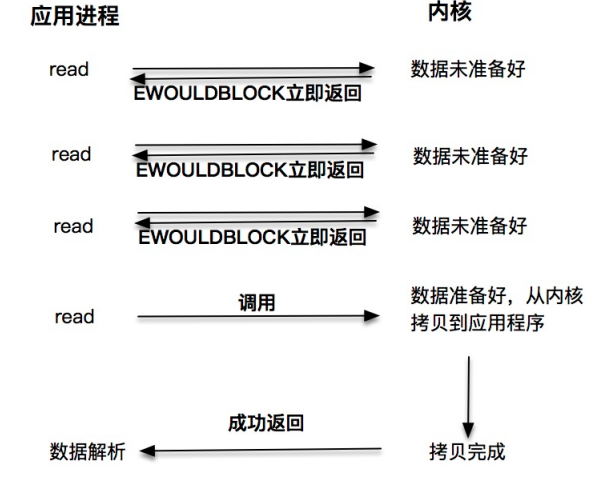 应用进程
内核
read
数据未准备好
EWOULDBLOCK立即返回
read
数据未准备好
EWOULDBLOCK立即返回
read
数据未准备好
EWOULDBLOCK立即返回
read
调用
数据准备好，从内核
拷贝到应用程序
成功返回
数据解析
拷贝完成